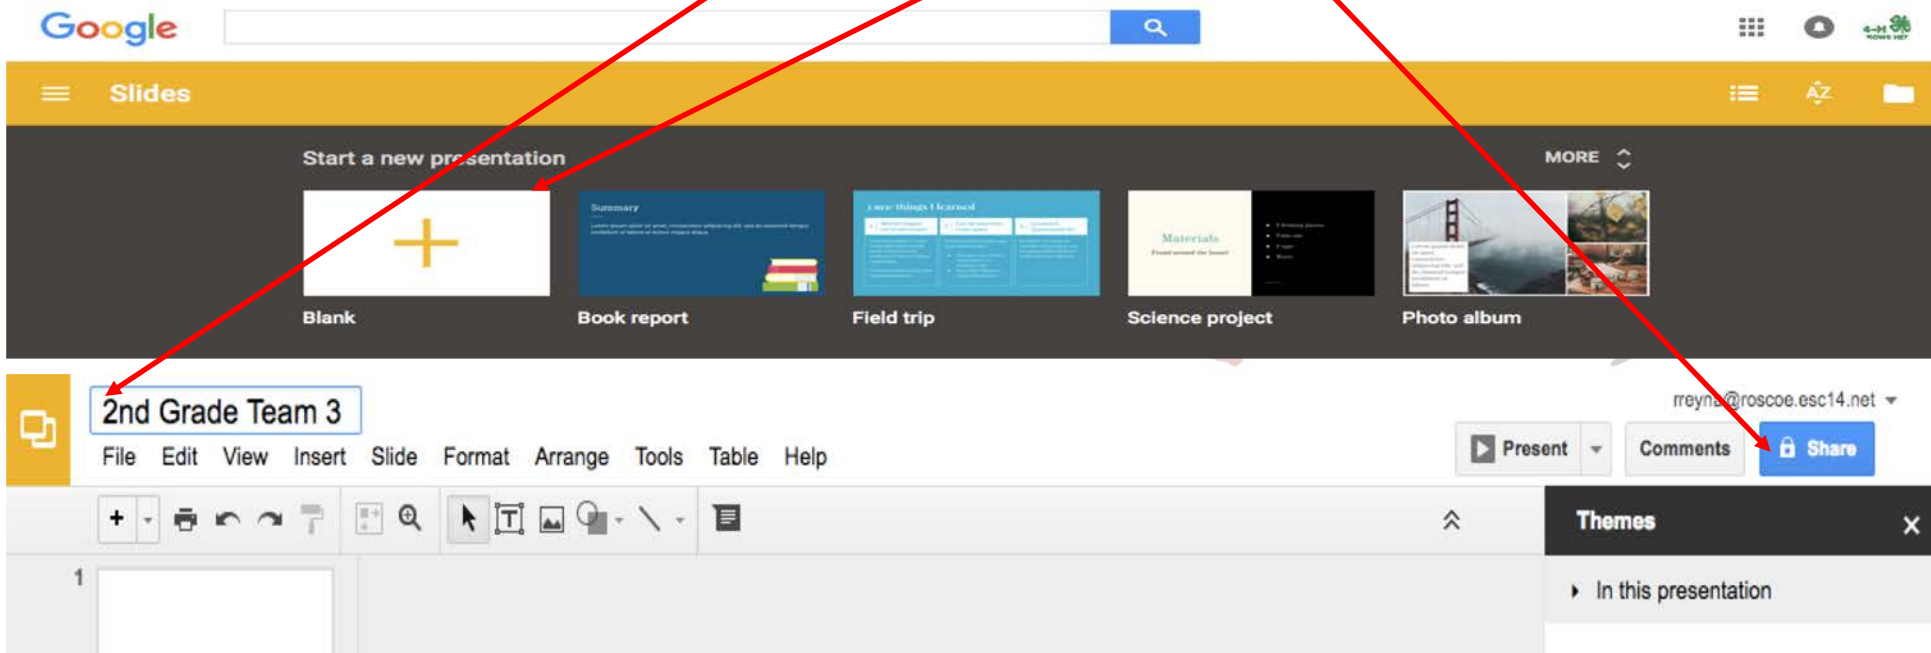 Google
Slides
AZ
Start a new presentation
MORE
Summary
Materials
Blank
Book report
Field trip
Science project
Photo album
2nd Grade Team 3
rreyna@roscoe.esc14.net
File Edit View Insert Slide Format Arrange Tools Table Help
Present
Comments
Share
T
Themes
1
In this presentation